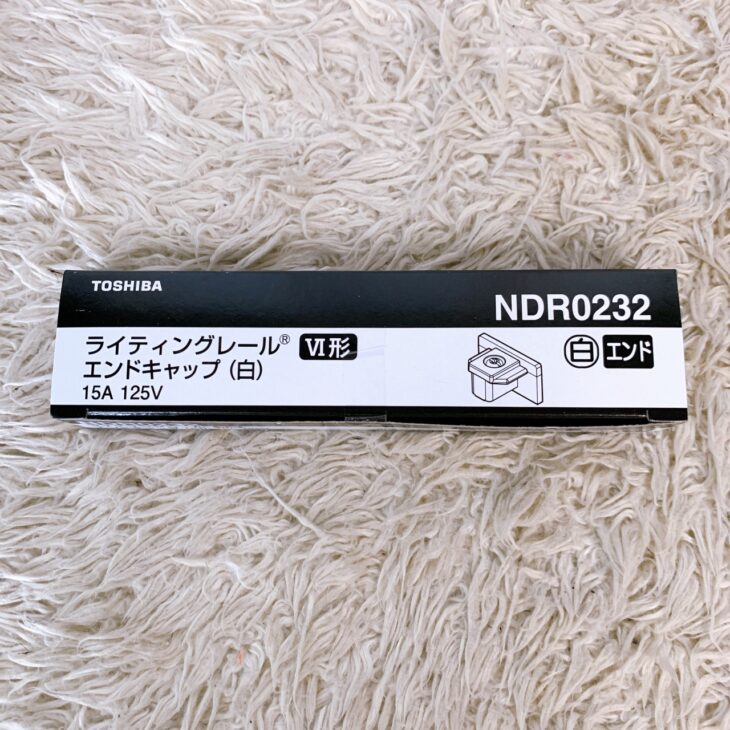 TOSHIBA
NDR0232
ライティングレール® VI形
エンドキャップ(白)
15A 125V
白 エンド